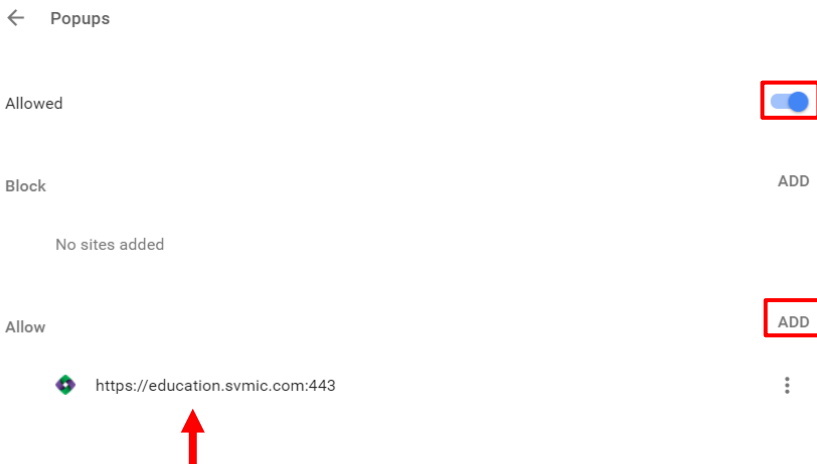 Popups
Allowed
Block ADD
No sites added
Allow ADD
https://education.svmic.com:443